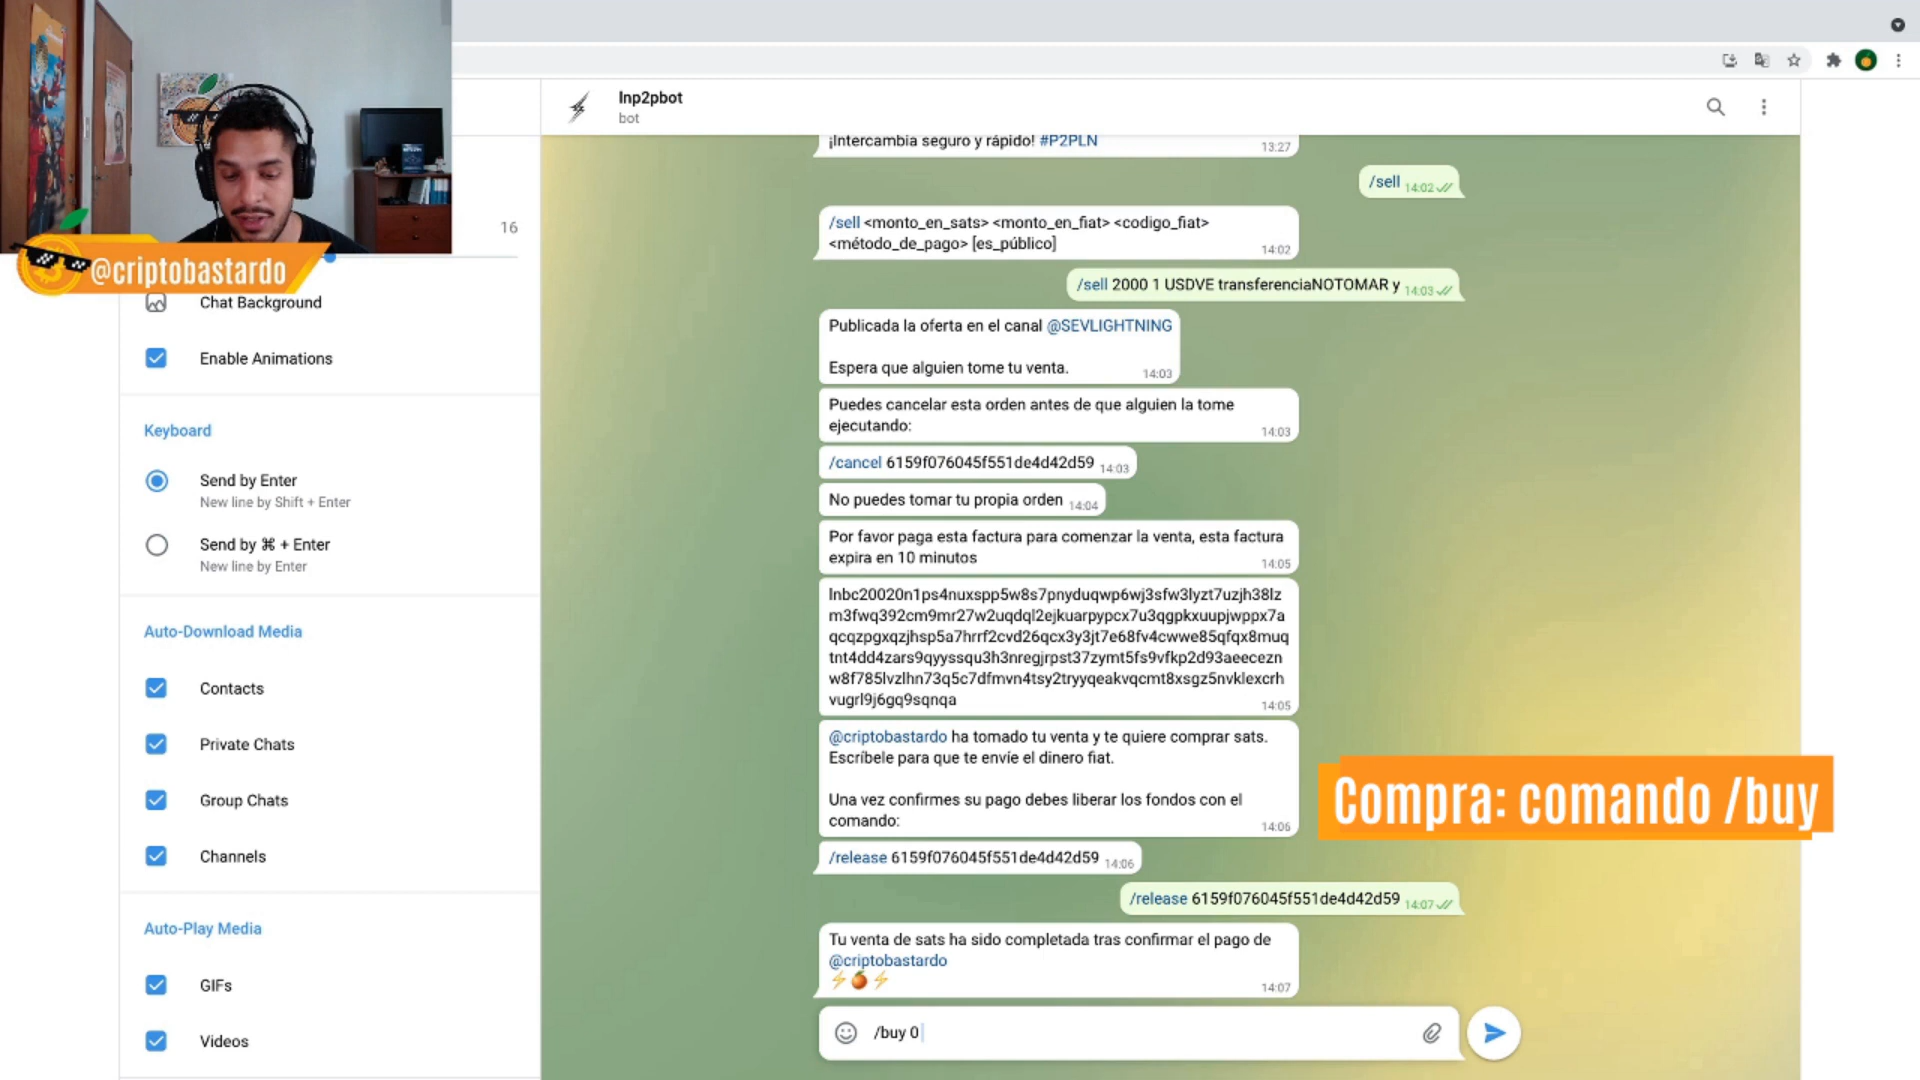 @criptobastardo
16
Chat Background
Enable Animations
Keyboard
Send by Enter
New line by Shift + Enter
Send by ⌘ + Enter
New line by Enter
Auto-Download Media
Contacts
Private Chats
Group Chats
Channels
Auto-Play Media
GIFs
Videos
lnp2pbot
bot
¡Intercambia seguro y rápido! #P2PLN
13:27
/sell 14:02
/sell <monto_en_sats> <monto_en_fiat> <codigo_fiat>
<método_de_pago> [es_público]
14:02
/sell 2000 1 USDVE transferenciaNOTOMAR y 14:03
Publicada la oferta en el canal @SEVLIGHTNING
Espera que alguien tome tu venta.
14:03
Puedes cancelar esta orden antes de que alguien la tome
ejecutando:
14:03
/cancel 6159f076045f551de4d42d59 14:03
No puedes tomar tu propia orden 14:04
Por favor paga esta factura para comenzar la venta, esta factura
expira en 10 minutos
14:05
lnbc20020n1ps4nuxspp5w8s7pnyduqwp6wj3sfw3lyzt7uzjh38lz
m3fwq392cm9mr27w2uqdql2ejkuarpypcx7u3qgpkxuupjwppx7a
qcqzpgxqzjhsp5a7hrrf2cvd26qcx3y3jt7e68fv4cwwe85qfqx8muq
tnt4dd4zars9qyyssqu3h3nregjrpst37zymt5fs9vfkp2d93aeecezn
w8f785lvzlhn73q5c7dfmvn4tsy2tryyqeakvqcmt8xsgz5nvklexcrh
vugrl9j6gq9sqnqa
14:05
@criptobastardo ha tomado tu venta y te quiere comprar sats.
Escríbele para que te envíe el dinero fiat.
Una vez confirmes su pago debes liberar los fondos con el
comando:
14:06
/release 6159f076045f551de4d42d59 14:06
/release 6159f076045f551de4d42d59 14:07
Tu venta de sats ha sido completada tras confirmar el pago de
@criptobastardo
⚡🍊⚡
14:07
/buy 0
Compra: comando /buy